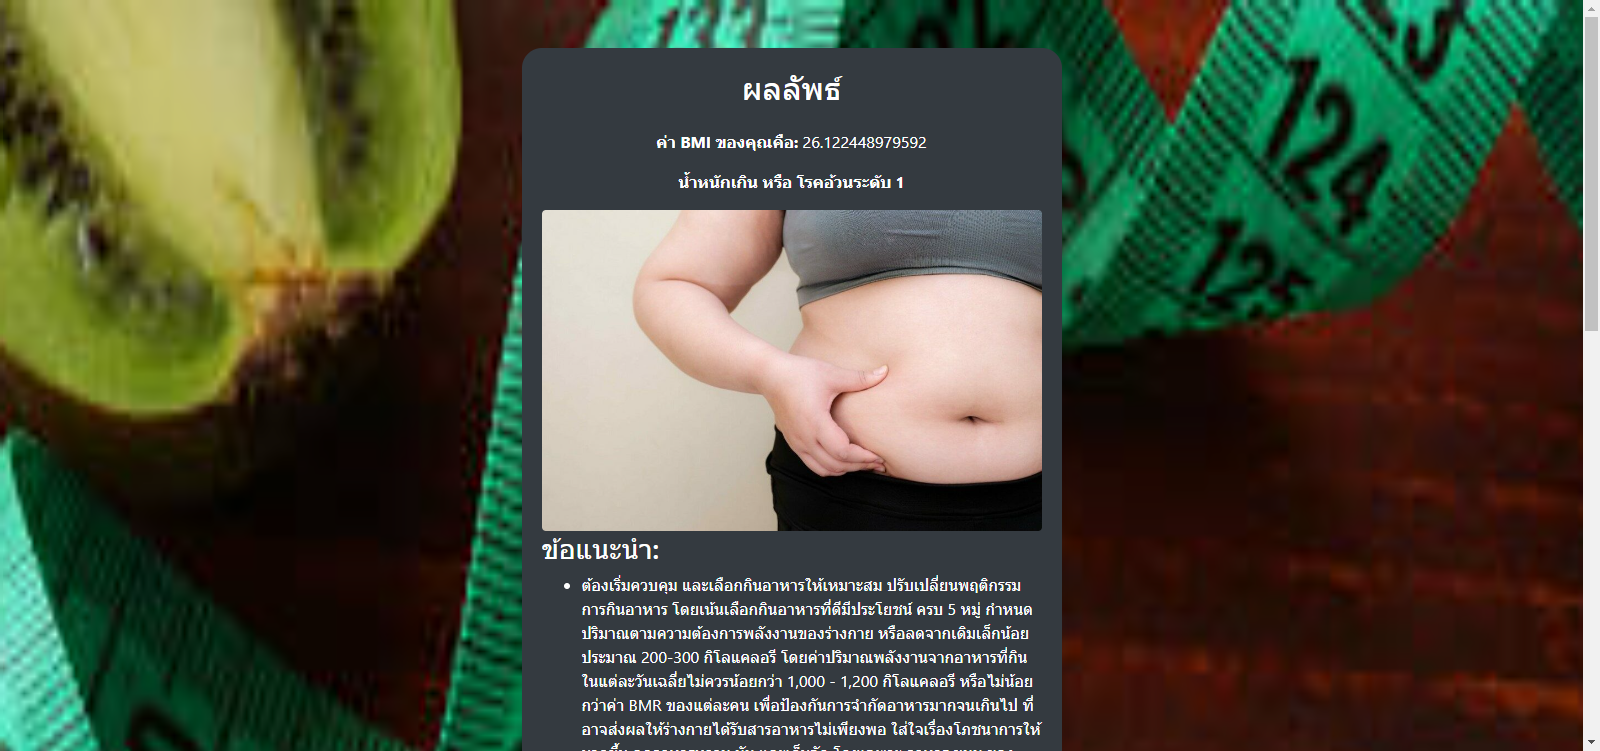 ผลลัพธ์
ค่า BMI ของคุณคือ: 26.122448979592
น้ำหนักเกิน หรือ โรคอ้วนระดับ 1
ข้อแนะนำ:
ต้องเริ่มควบคุม และเลือกกินอาหารให้เหมาะสม ปรับเปลี่ยนพฤติกรรม
การกินอาหาร โดยเน้นเลือกกินอาหารที่ดีมีประโยชน์ ครบ 5 หมู่ กำหนด
ปริมาณตามความต้องการพลังงานของร่างกาย หรือลดจากเดิมเล็กน้อย
ประมาณ 200-300 กิโลแคลอรี โดยค่าปริมาณพลังงานจากอาหารที่กิน
ในแต่ละวันเฉลี่ยไม่ควรน้อยกว่า 1,000 - 1,200 กิโลแคลอรี หรือไม่น้อย
กว่าค่า BMR ของแต่ละคน เพื่อป้องกันการจำกัดอาหารมากจนเกินไป ที่
อาจส่งผลให้ร่างกายได้รับสารอาหารไม่เพียงพอ ใส่ใจเรื่องโภชนาการให้
124
125